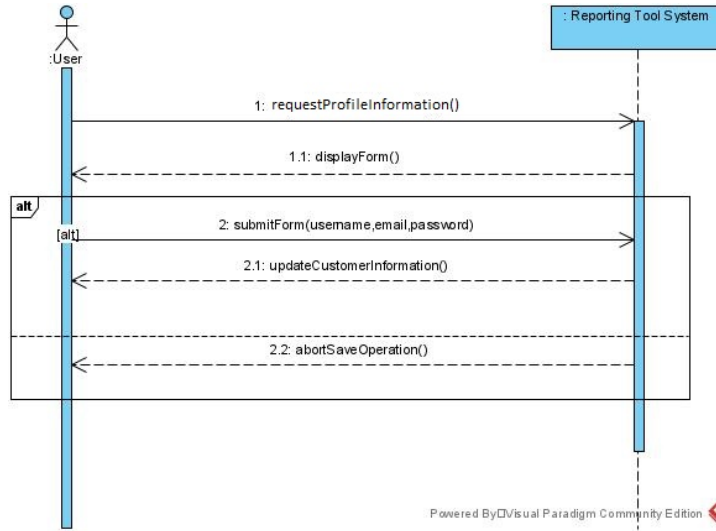 : Reporting Tool System
:User
1: requestProfileInformation()
1.1: displayForm()
alt
[alt]
2: submitForm(username,email,password)
2.1: updateCustomerInformation()
2.2: abortSaveOperation()
Powered By□Visual Paradigm Community Edition